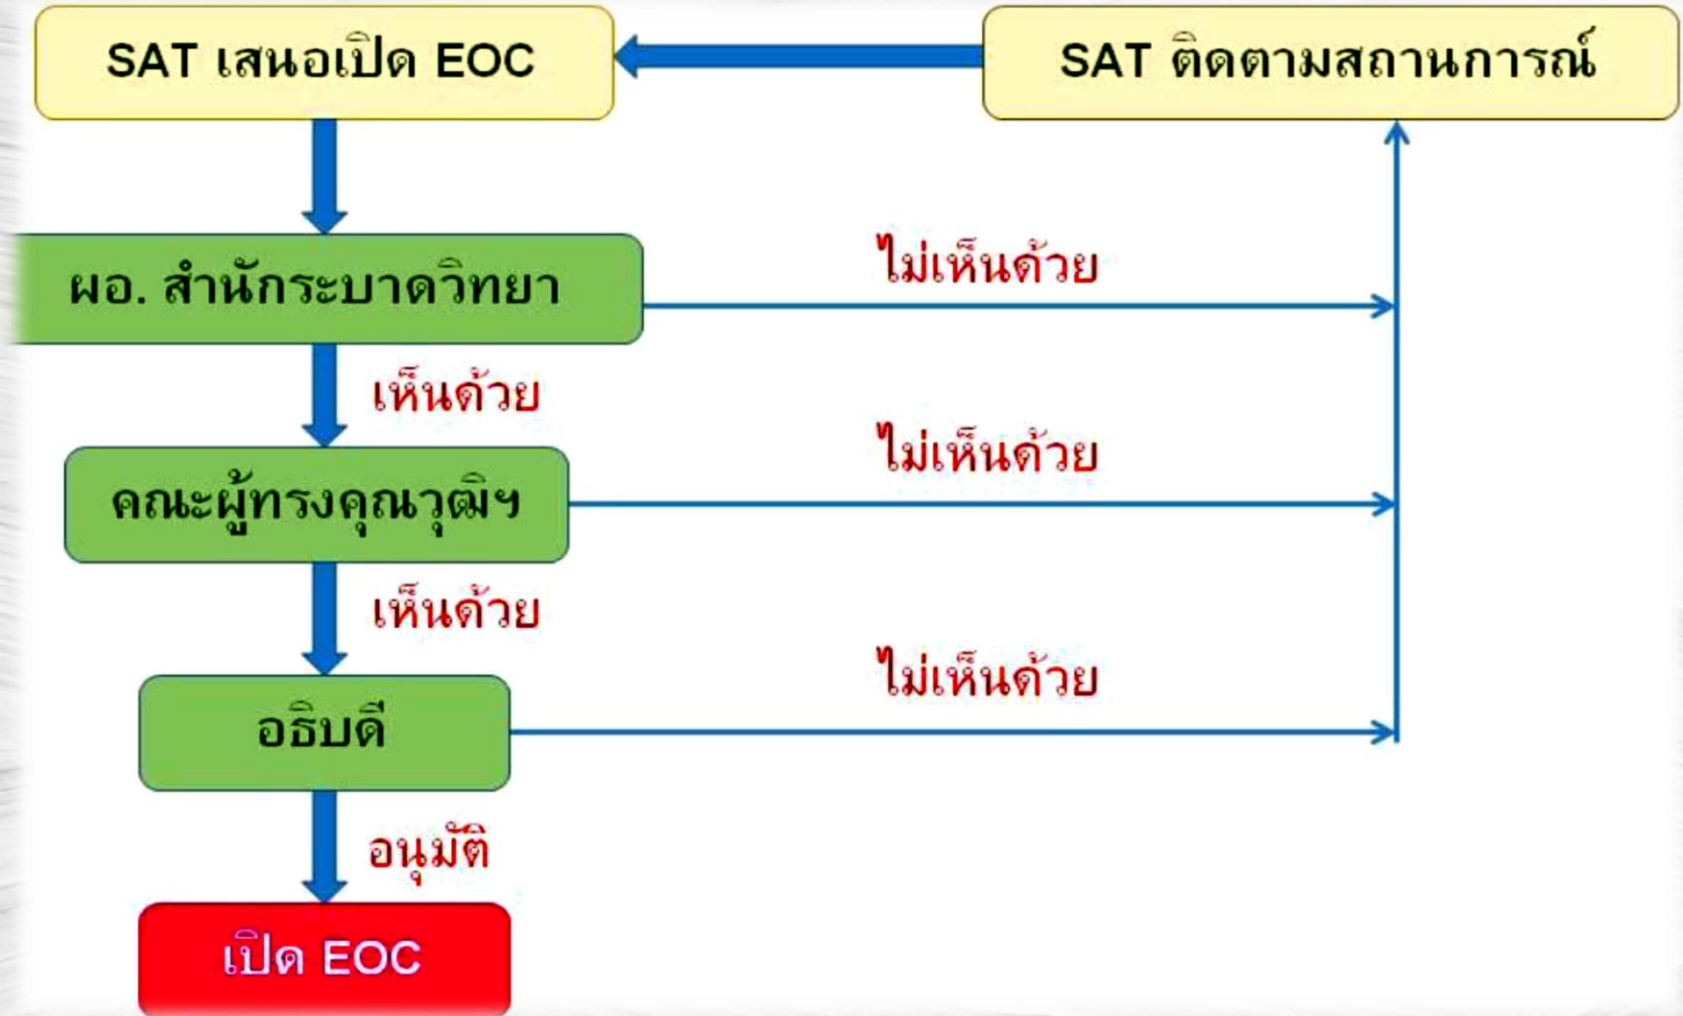 SAT เสนอเปิด EOC
SAT ติดตามสถานการณ์
ผอ. สำนักระบาดวิทยา
ไม่เห็นด้วย
เห็นด้วย
คณะผู้ทรงคุณวุฒิฯ
ไม่เห็นด้วย
เห็นด้วย
อธิบดี
ไม่เห็นด้วย
อนุมัติ
เปิด EOC